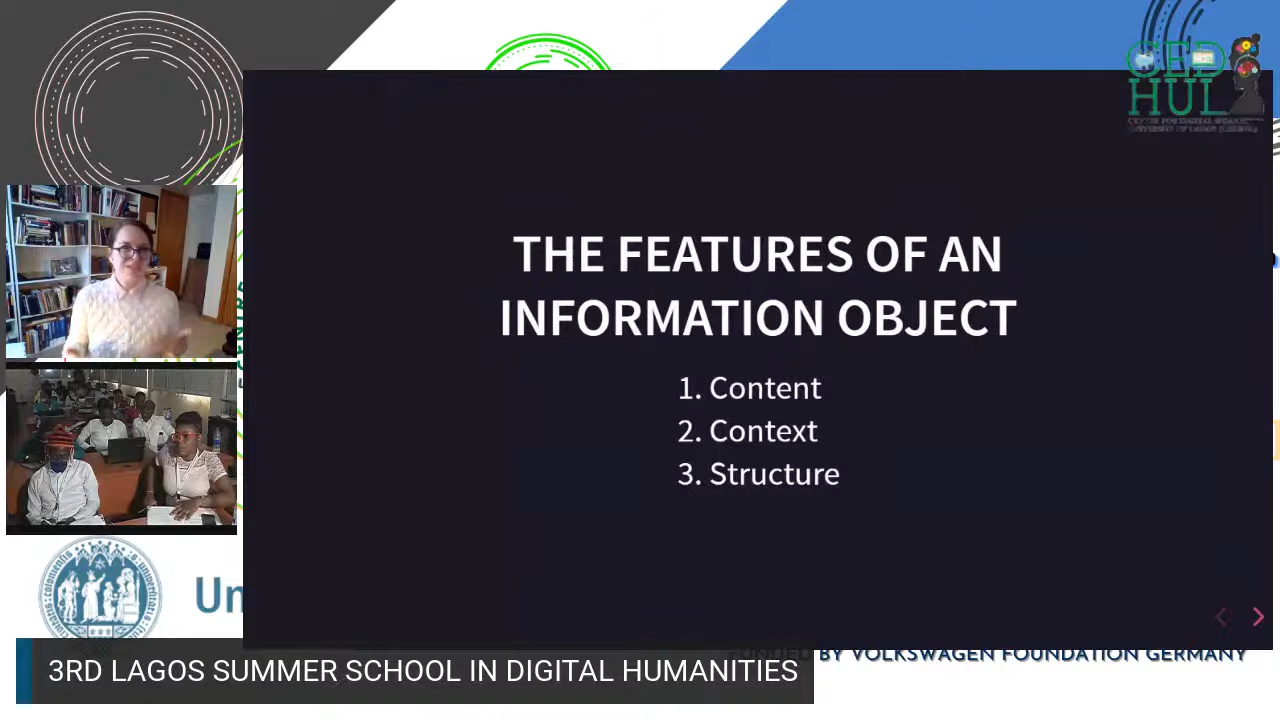 CEDHUL
THE FEATURES OF AN
INFORMATION OBJECT
1. Content
2. Context
3. Structure
BY VOLKSWAGEN FOUNDATION GERMANY
3RD LAGOS SUMMER SCHOOL IN DIGITAL HUMANITIES